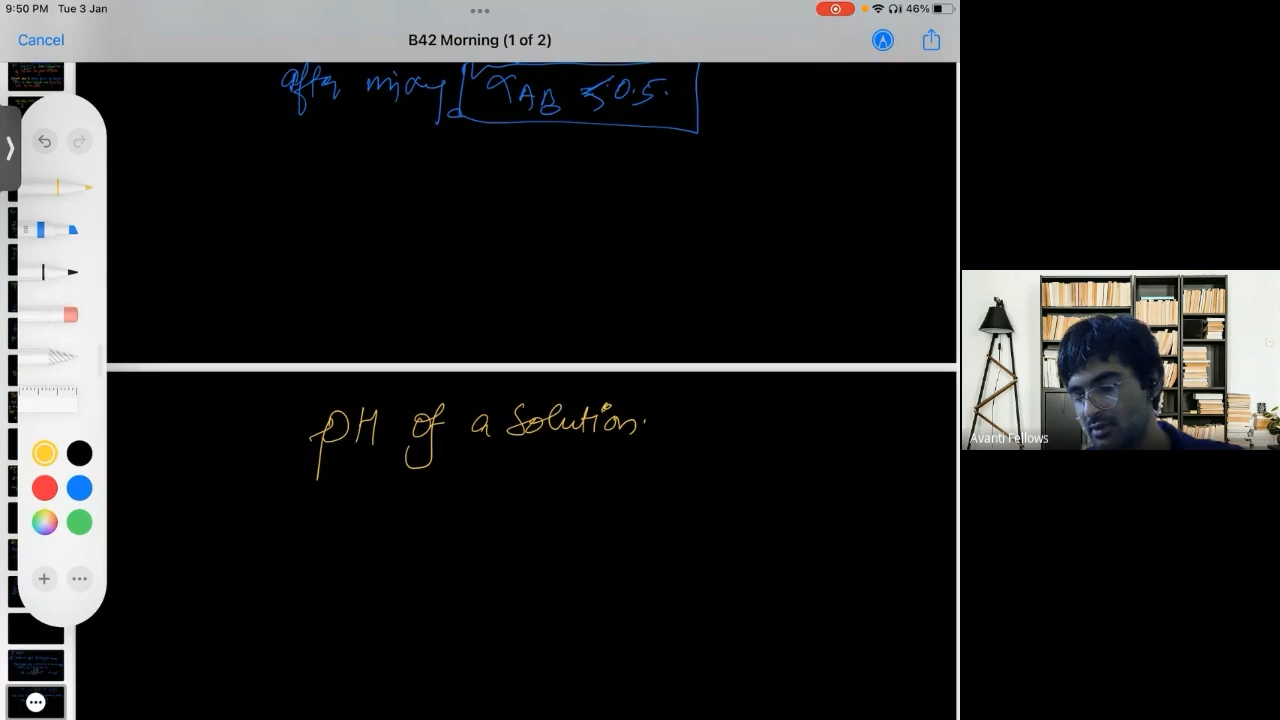 9:50 PM Tue 3 Jan
46%
Cancel
B42 Morning (1 of 2)
after mixing α_AB ≤ 0.5.
pH of a solution.
Avanti Fellows